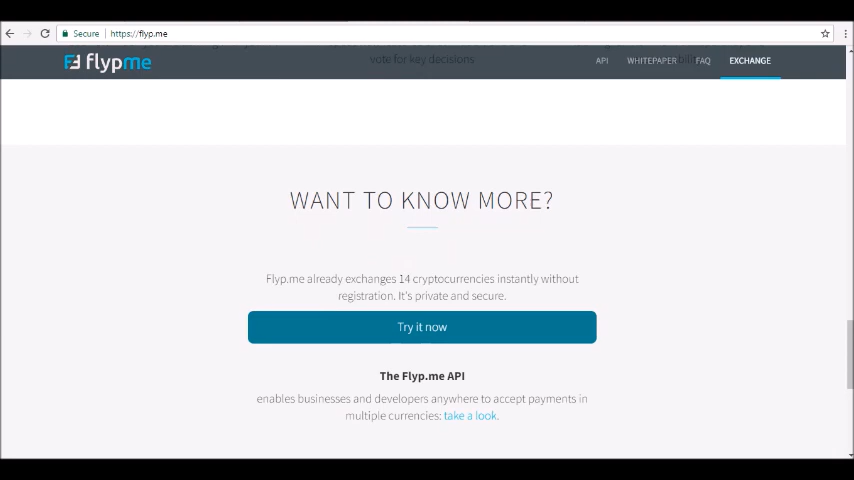 Secure
https://flyp.me
vote for key decisions
flypme
API
WHITEPAPER
FAQ
EXCHANGE
WANT TO KNOW MORE?
Flyp.me already exchanges 14 cryptocurrencies instantly without
registration. It's private and secure.
Try it now
The Flyp.me API
enables businesses and developers anywhere to accept payments in
multiple currencies: take a look.